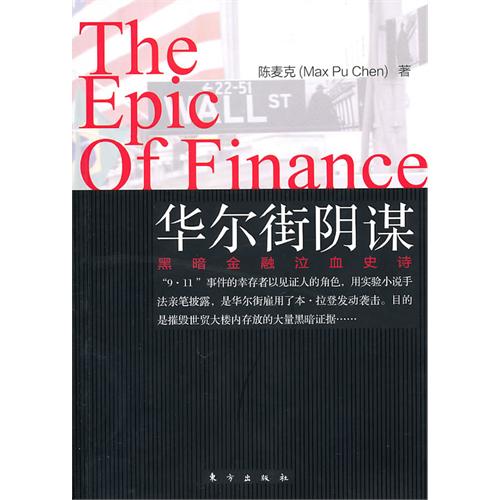 The
Epic
Of Finance
陈麦克 (Max Pu Chen) 著
22-51
WALL ST
华尔街阴谋
黑暗金融泣血史诗
“9·11”事件的幸存者以见证人的角色，用实验小说手
法亲笔披露，是华尔街雇用了本·拉登发动袭击。目的
是摧毁世贸大楼内存放的大量黑暗证据……
东方出版社